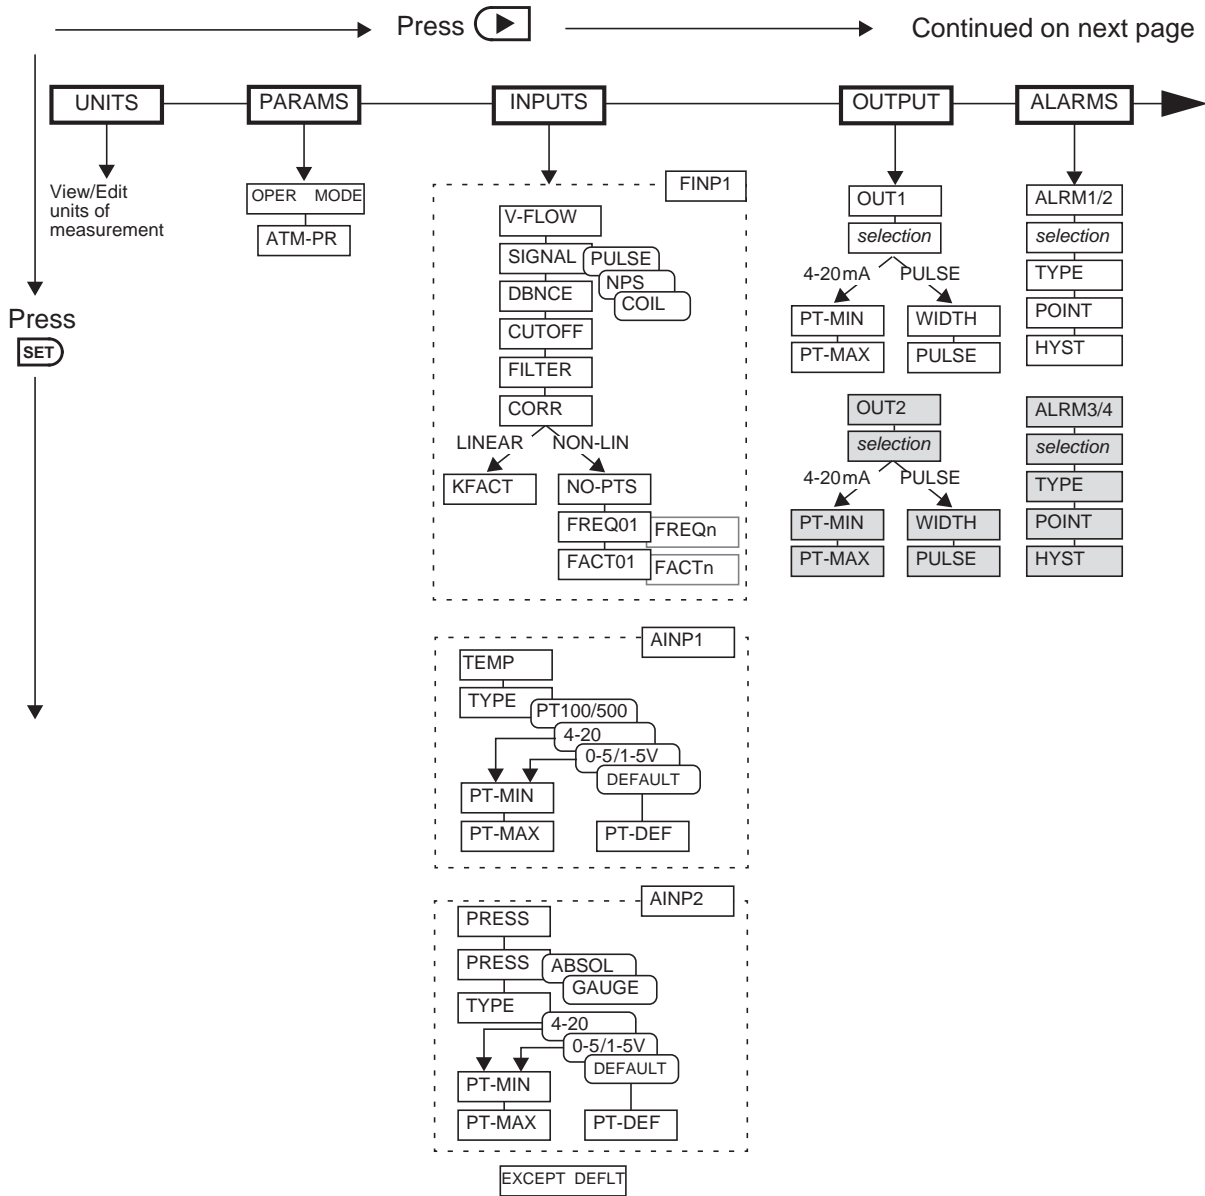 Press
Continued on next page
UNITS
PARAMS
INPUTS
OUTPUT
ALARMS
View/Edit
units of
measurement
OPER MODE
ATM-PR
Press
SET
FINP1
V-FLOW
SIGNAL
PULSE
NPS
COIL
DBNCE
CUTOFF
FILTER
CORR
LINEAR
NON-LIN
KFACT
NO-PTS
FREQ01
FREQn
FACT01
FACTn
AINP1
TEMP
TYPE
PT100/500
4-20
0-5/1-5V
DEFAULT
PT-MIN
PT-MAX
PT-DEF
AINP2
PRESS
PRESS
ABSOL
GAUGE
TYPE
4-20
0-5/1-5V
DEFAULT
PT-MIN
PT-MAX
PT-DEF
EXCEPT DEFLT
OUT1
selection
4-20mA
PULSE
PT-MIN
WIDTH
PT-MAX
PULSE
OUT2
selection
4-20mA
PULSE
PT-MIN
WIDTH
PT-MAX
PULSE
ALRM1/2
selection
TYPE
POINT
HYST
ALRM3/4
selection
TYPE
POINT
HYST